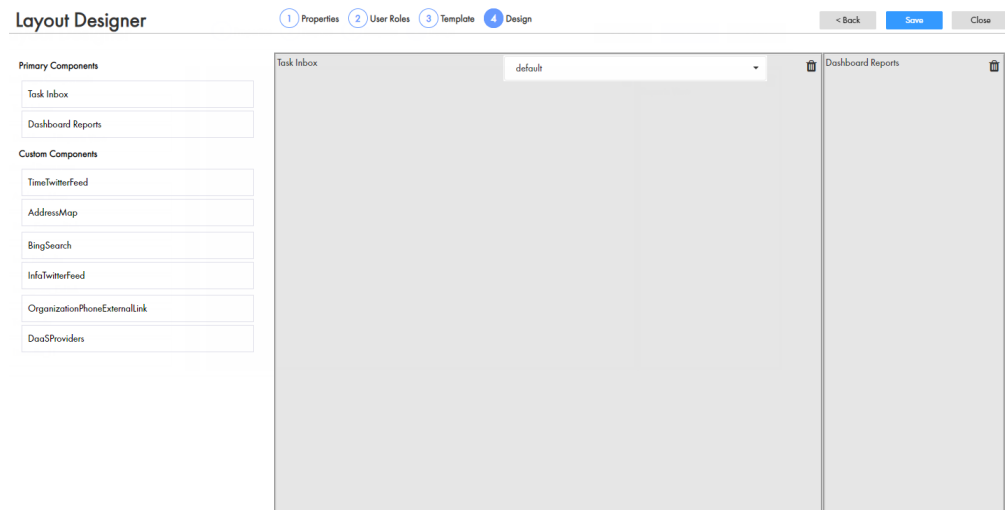 Layout Designer
1 Properties 2 User Roles 3 Template 4 Design
< Back Save Close
Primary Components
Task Inbox
Dashboard Reports
Custom Components
TimeTwitterFeed
AddressMap
BingSearch
InfaTwitterFeed
OrganizationPhoneExternalLink
DaaSProviders
Task Inbox
default
Dashboard Reports